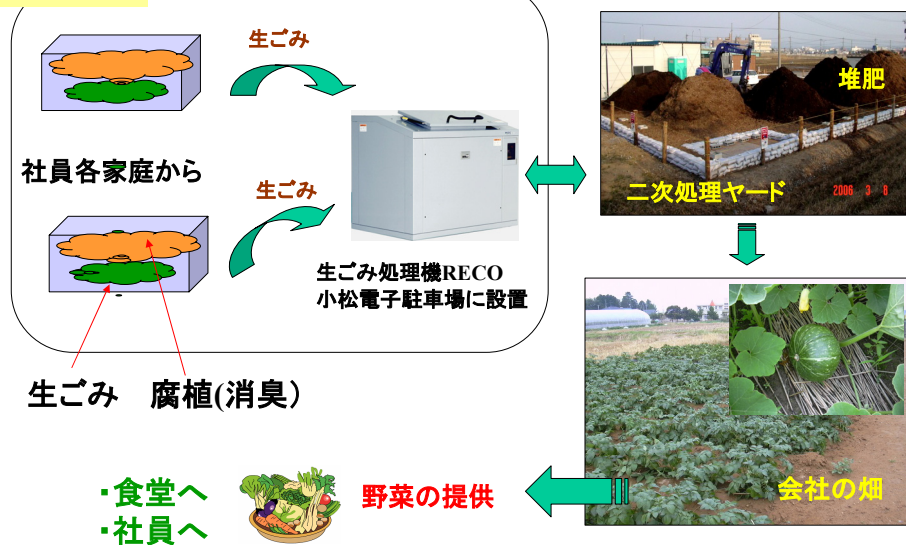 生ごみ
社員各家庭から
生ごみ
生ごみ処理機RECO
小松電子駐車場に設置
堆肥
二次処理ヤード
2006 3 8
生ごみ 腐植(消臭)
会社の畑
野菜の提供
・食堂へ
・社員へ